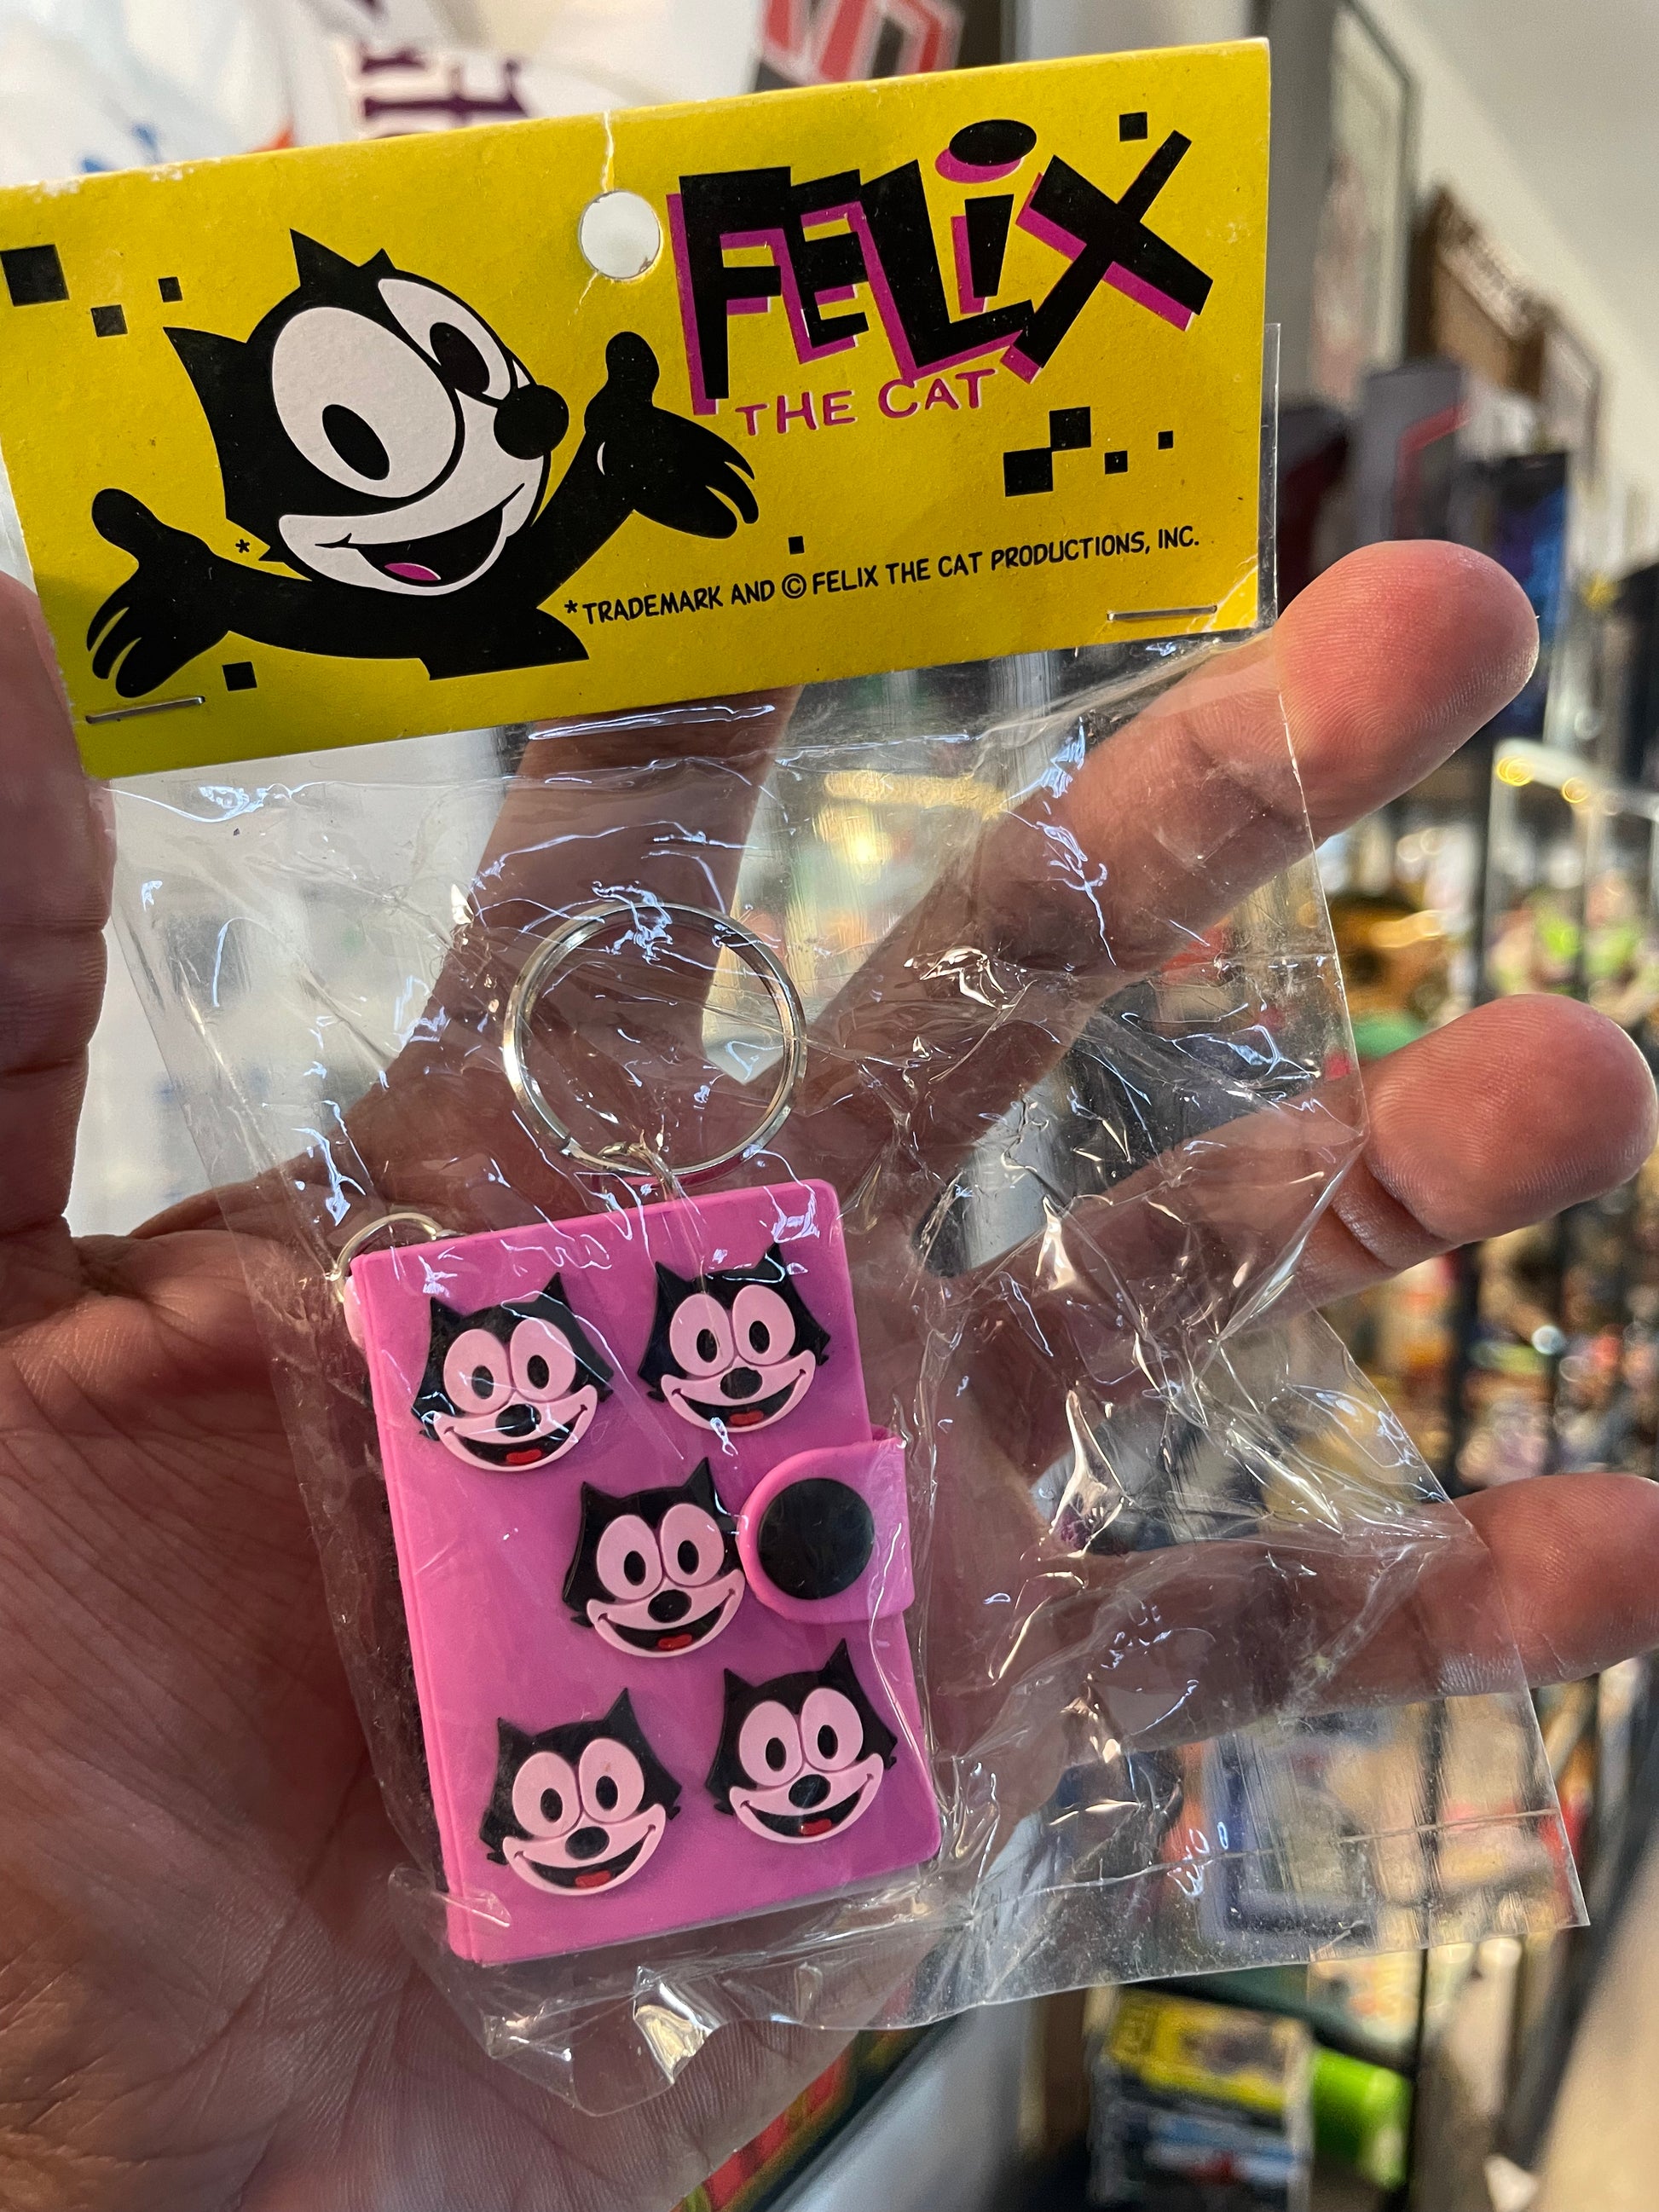 FELIX
THE CAT
*TRADEMARK AND © FELIX THE CAT PRODUCTIONS, INC.